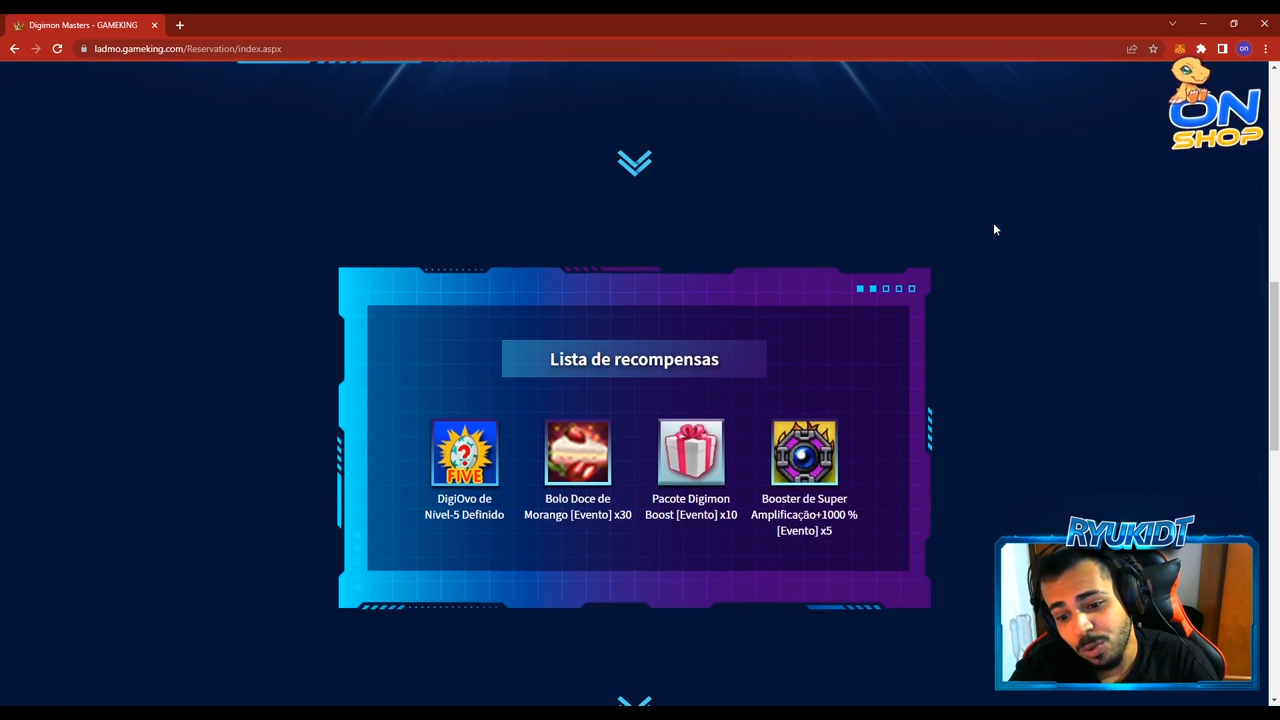 Digimon Masters - GAMEKING
ladmo.gameking.com/Reservation/index.aspx
on
ON
SHOP
Lista de recompensas
FIVE
DigiOvo de
Nível-5 Definido
Bolo Doce de
Morango [Evento] x30
Pacote Digimon
Boost [Evento] x10
Booster de Super
Amplificação+1000 %
[Evento] x5
RYUKIDT